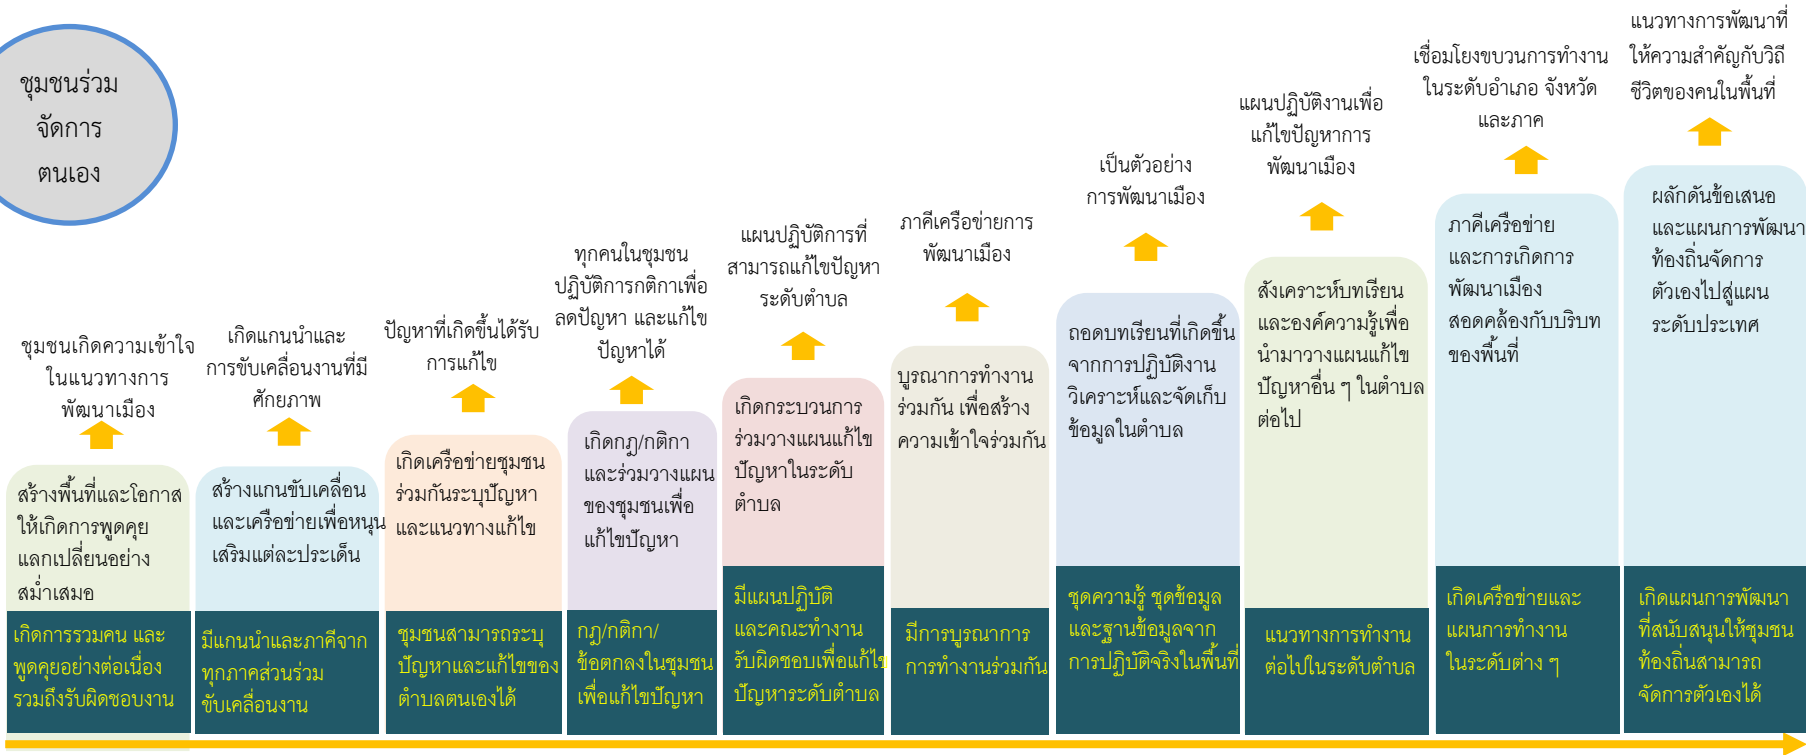 ชุมชนร่วม
จัดการ
ตนเอง
ชุมชนเกิดความเข้าใจ
ในแนวทางการ
พัฒนาเมือง
สร้างพื้นที่และโอกาส
ให้เกิดการพูดคุย
แลกเปลี่ยนอย่าง
สม่ำเสมอ
เกิดการรวมคน และ
พูดคุยอย่างต่อเนื่อง
รวมถึงรับผิดชอบงาน
เกิดแกนนำและ
การขับเคลื่อนงานที่มี
ศักยภาพ
สร้างแกนขับเคลื่อน
และเครือข่ายเพื่อหนุน
เสริมแต่ละประเด็น
มีแกนนำและภาคีจาก
ทุกภาคส่วนร่วม
ขับเคลื่อนงาน
ปัญหาที่เกิดขึ้นได้รับ
การแก้ไข
เกิดเครือข่ายชุมชน
ร่วมกันระบุปัญหา
และแนวทางแก้ไข
ชุมชนสามารถระบุ
ปัญหาและแก้ไขของ
ตำบลตนเองได้
ทุกคนในชุมชน
ปฏิบัติการกติกาเพื่อ
ลดปัญหา และแก้ไข
ปัญหาได้
เกิดกฎ/กติกา
และร่วมวางแผน
ของชุมชนเพื่อ
แก้ไขปัญหา
กฎ/กติกา/
ข้อตกลงในชุมชน
เพื่อแก้ไขปัญหา
แผนปฏิบัติการที่
สามารถแก้ไขปัญหา
ระดับตำบล
เกิดกระบวนการ
ร่วมวางแผนแก้ไข
ปัญหาในระดับ
ตำบล
มีแผนปฏิบัติ
และคณะทำงาน
รับผิดชอบเพื่อแก้ไข
ปัญหาระดับตำบล
ภาคีเครือข่ายการ
พัฒนาเมือง
บูรณาการทำงาน
ร่วมกัน เพื่อสร้าง
ความเข้าใจร่วมกัน
มีการบูรณาการ
การทำงานร่วมกัน
เป็นตัวอย่าง
การพัฒนาเมือง
ถอดบทเรียนที่เกิดขึ้น
จากการปฏิบัติงาน
วิเคราะห์และจัดเก็บ
ข้อมูลในตำบล
ชุดความรู้ ชุดข้อมูล
และฐานข้อมูลจาก
การปฏิบัติจริงในพื้นที่
แผนปฏิบัติงานเพื่อ
แก้ไขปัญหาการ
พัฒนาเมือง
สังเคราะห์บทเรียน
และองค์ความรู้เพื่อ
นำมาวางแผนแก้ไข
ปัญหาอื่น ๆ ในตำบล
ต่อไป
แนวทางการทำงาน
ต่อไปในระดับตำบล
เชื่อมโยงขบวนการทำงาน
ในระดับอำเภอ จังหวัด
และภาค
ภาคีเครือข่าย
และการเกิดการ
พัฒนาเมือง
สอดคล้องกับบริบท
ของพื้นที่
เกิดเครือข่ายและ
แผนการทำงาน
ในระดับต่าง ๆ
แนวทางการพัฒนาที่
ให้ความสำคัญกับวิถี
ชีวิตของคนในพื้นที่
ผลักดันข้อเสนอ
และแผนการพัฒนา
ท้องถิ่นจัดการ
ตัวเองไปสู่แผน
ระดับประเทศ
เกิดแผนการพัฒนา
ที่สนับสนุนให้ชุมชน
ท้องถิ่นสามารถ
จัดการตัวเองได้